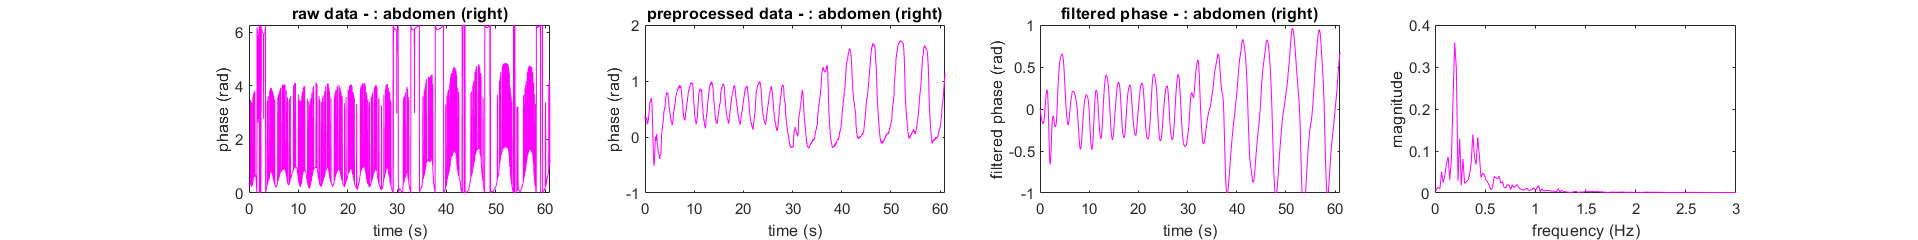 raw data - : abdomen (right)
phase (rad)
6
4
2
0
0 10 20 30 40 50 60
time (s)
preprocessed data - : abdomen (right)
phase (rad)
2
1
0
-1
0 10 20 30 40 50 60
time (s)
filtered phase - : abdomen (right)
filtered phase (rad)
1
0.5
0
-0.5
-1
0 10 20 30 40 50 60
time (s)
magnitude
0.4
0.3
0.2
0.1
0
0 0.5 1 1.5 2 2.5 3
frequency (Hz)